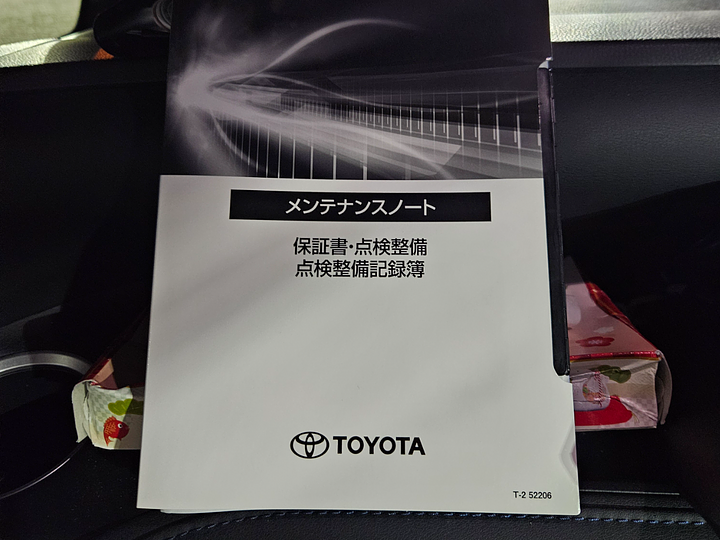 メンテナンスノート
保証書・点検整備
点検整備記録簿
TOYOTA
T-2 52206